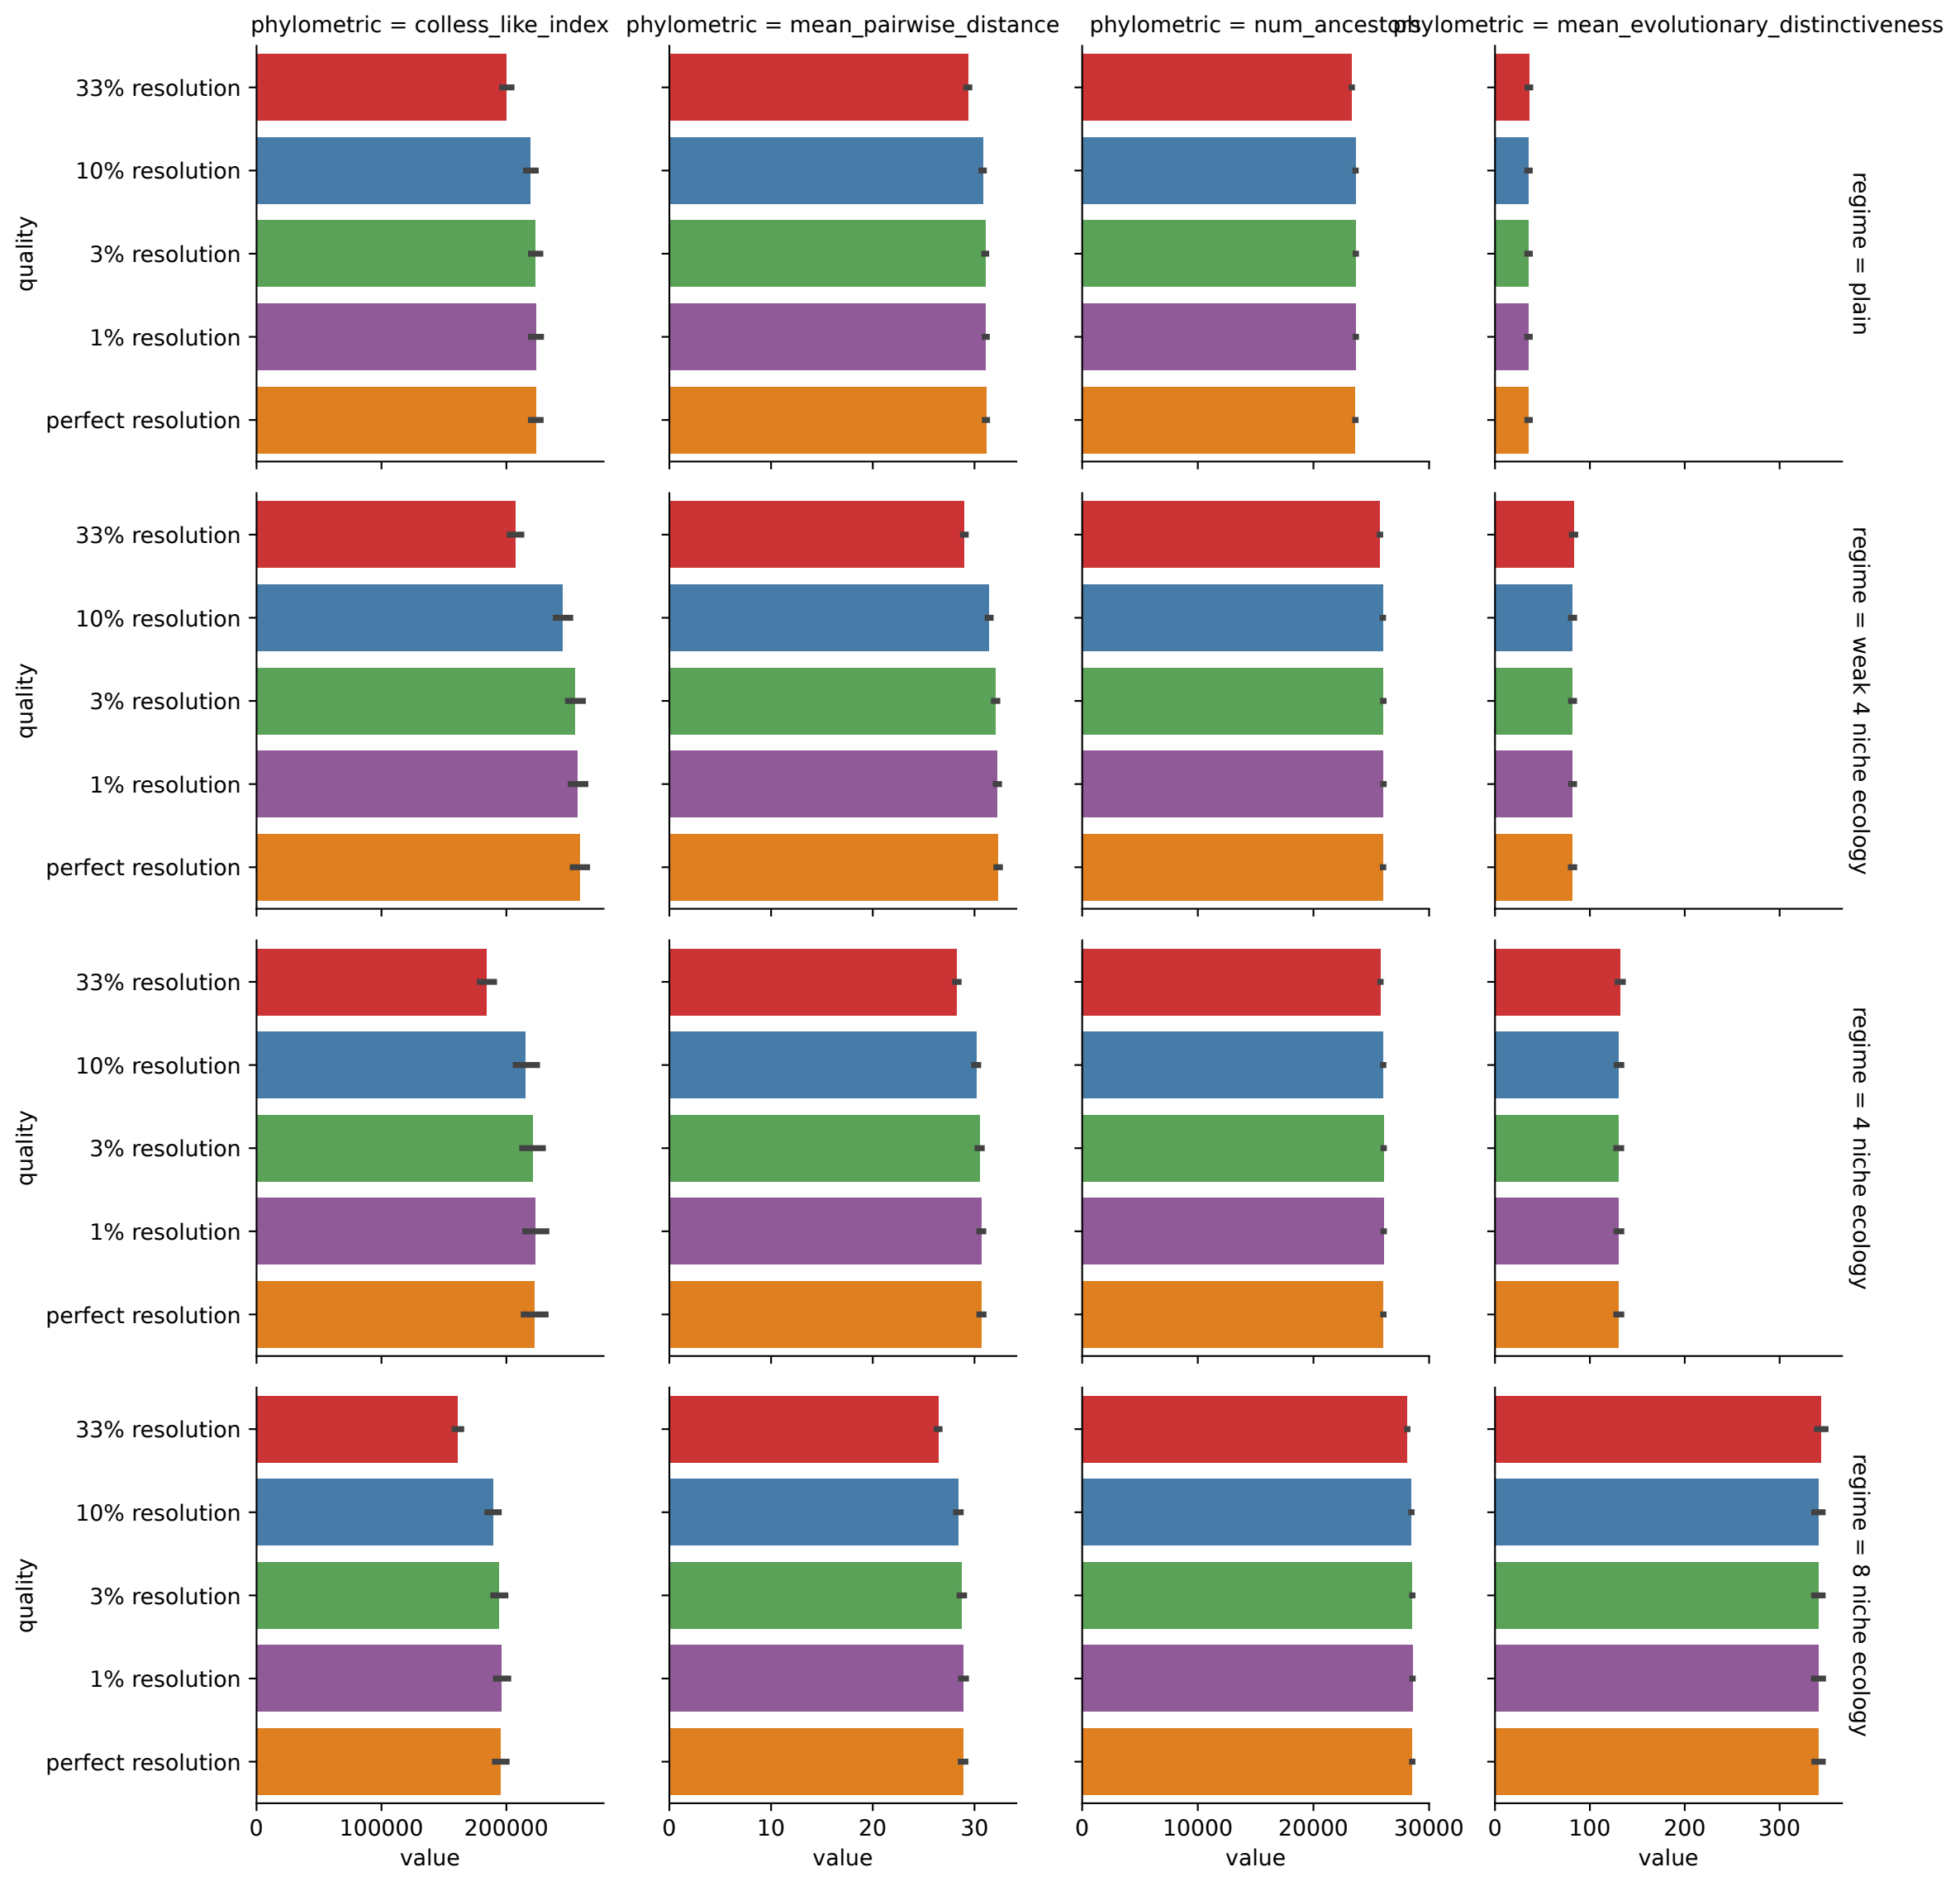 phylometric = colless_like_index
phylometric = mean_pairwise_distance
phylometric = num_ancestors
phylometric = mean_evolutionary_distinctiveness
quality
33% resolution
10% resolution
3% resolution
1% resolution
perfect resolution
regime = plain
quality
33% resolution
10% resolution
3% resolution
1% resolution
perfect resolution
regime = weak 4 niche ecology
quality
33% resolution
10% resolution
3% resolution
1% resolution
perfect resolution
regime = 4 niche ecology
quality
33% resolution
10% resolution
3% resolution
1% resolution
perfect resolution
regime = 8 niche ecology
0 100000 200000
value
0 10 20 30
value
0 10000 20000 30000
value
0 100 200 300
value